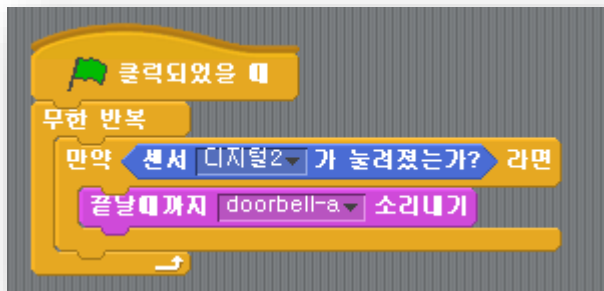 클릭되었을 때
무한 반복
만약 센서 디지털2 가 눌려졌는가? 라면
끝날때까지 doorbell-a 소리내기